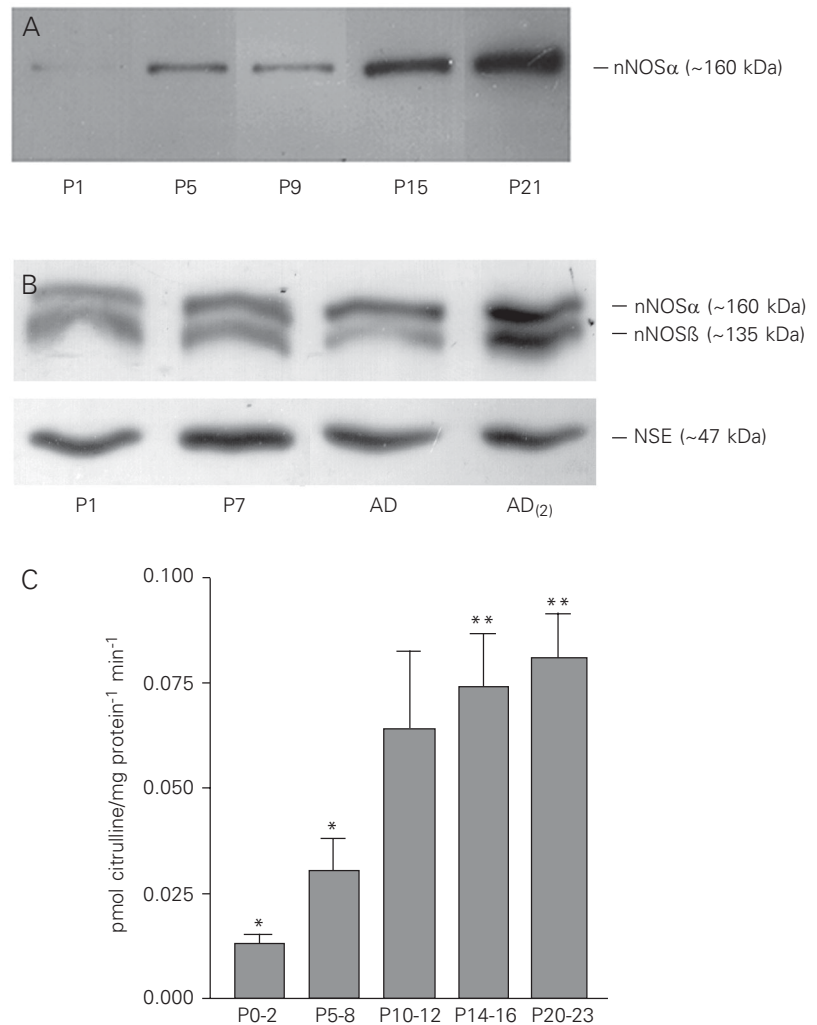 A
nNOSα (~160 kDa)
P1 P5 P9 P15 P21
B
nNOSα (~160 kDa)
nNOSß (~135 kDa)
NSE (~47 kDa)
P1 P7 AD AD(2)
C
pmol citrulline/mg protein-1 min-1
0.100
0.075
0.050
0.025
0.000
*
*
**
**
P0-2 P5-8 P10-12 P14-16 P20-23